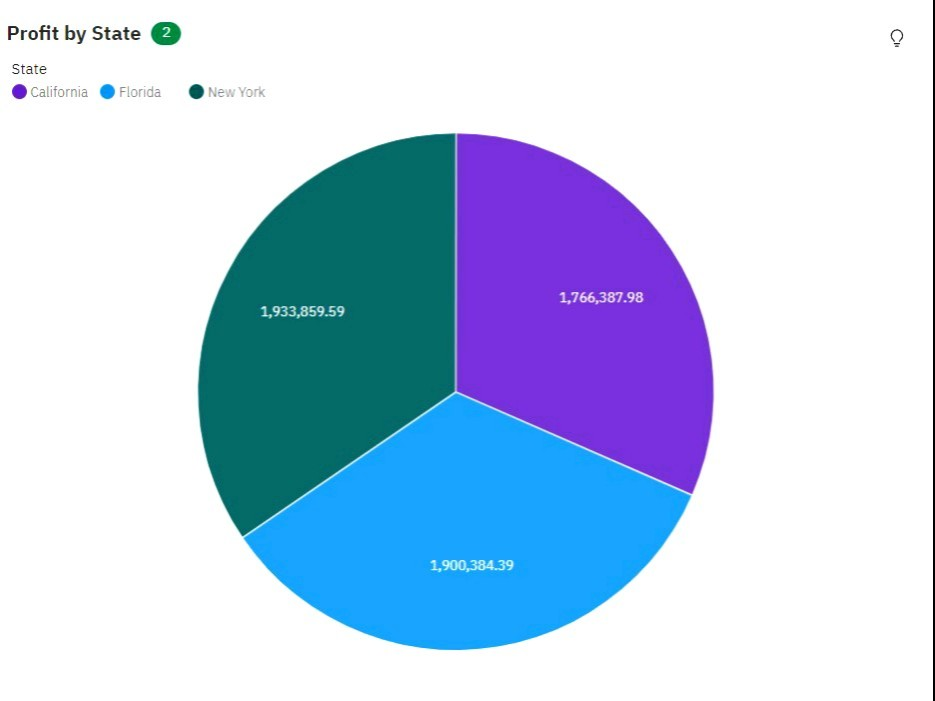 Profit by State 2
State
California Florida New York
1,766,387.98
1,933,859.59
1,900,384.39